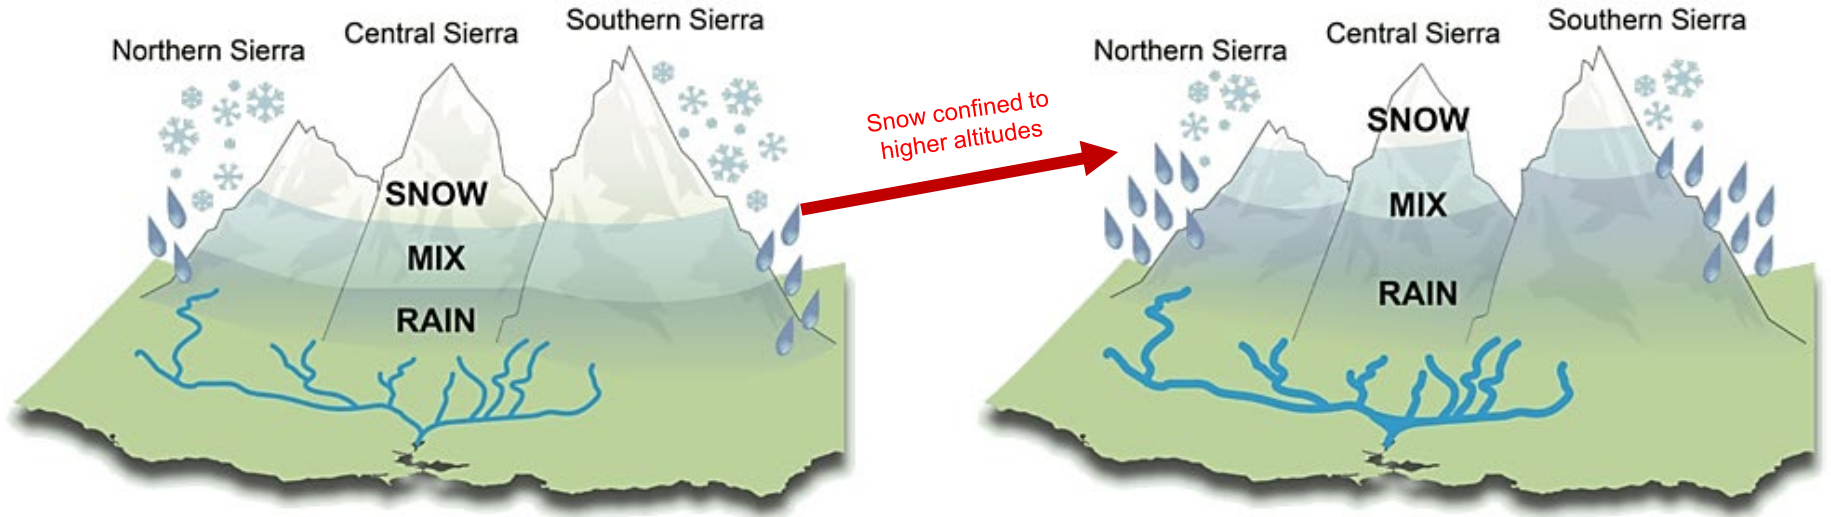 Northern Sierra
Central Sierra
Southern Sierra
SNOW
MIX
RAIN
Snow confined to
higher altitudes
Northern Sierra
Central Sierra
Southern Sierra
SNOW
MIX
RAIN